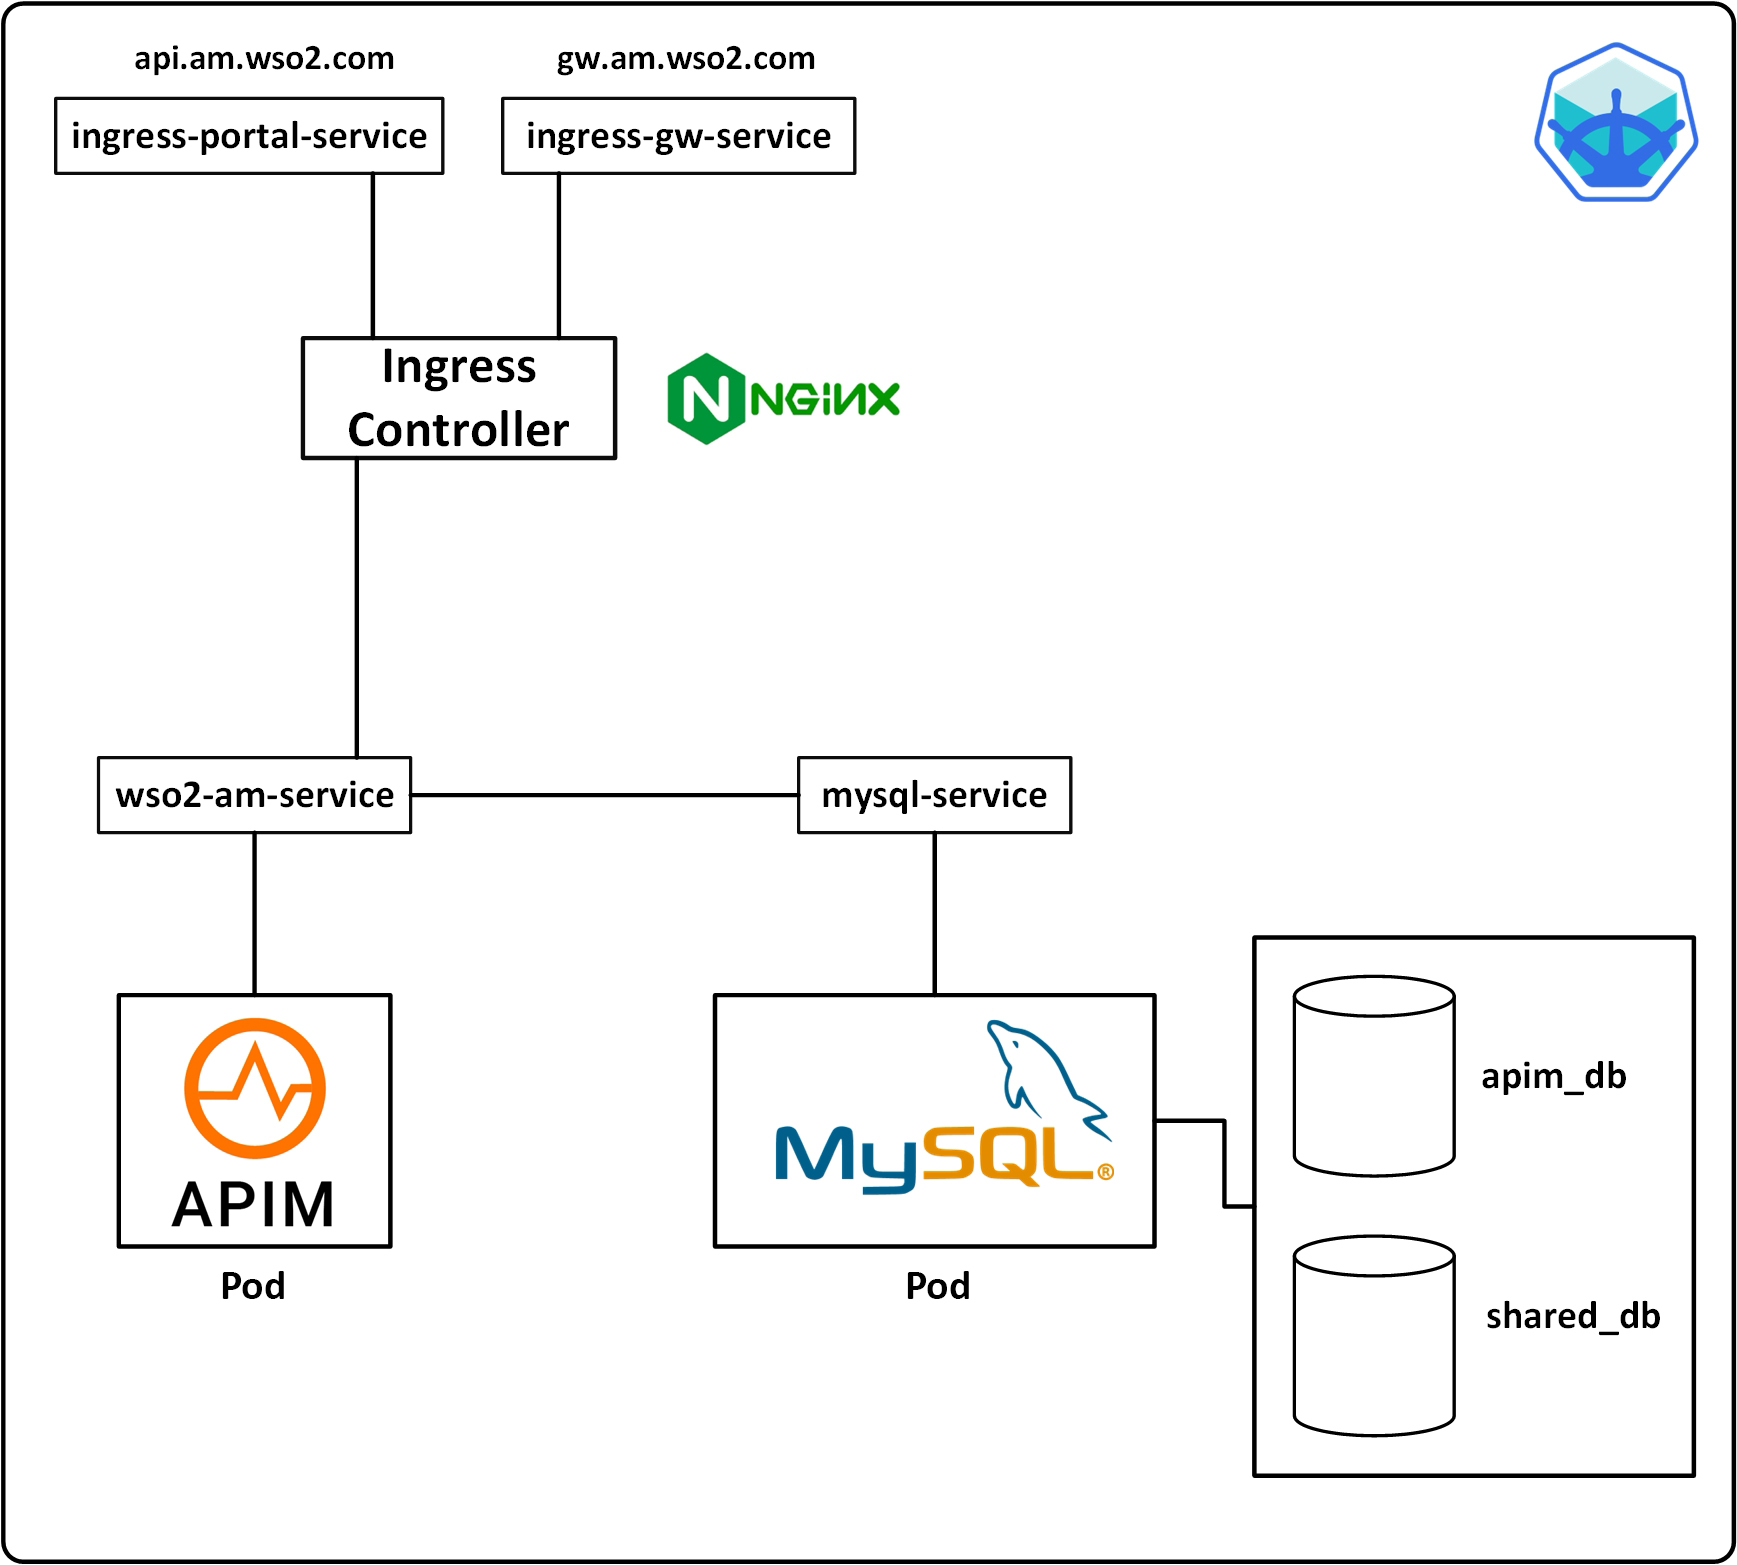 api.am.wso2.com
gw.am.wso2.com
ingress-portal-service
ingress-gw-service
Ingress
Controller
N NGiNX
wso2-am-service
mysql-service
APIM
Pod
MySQL®
Pod
apim_db
shared_db